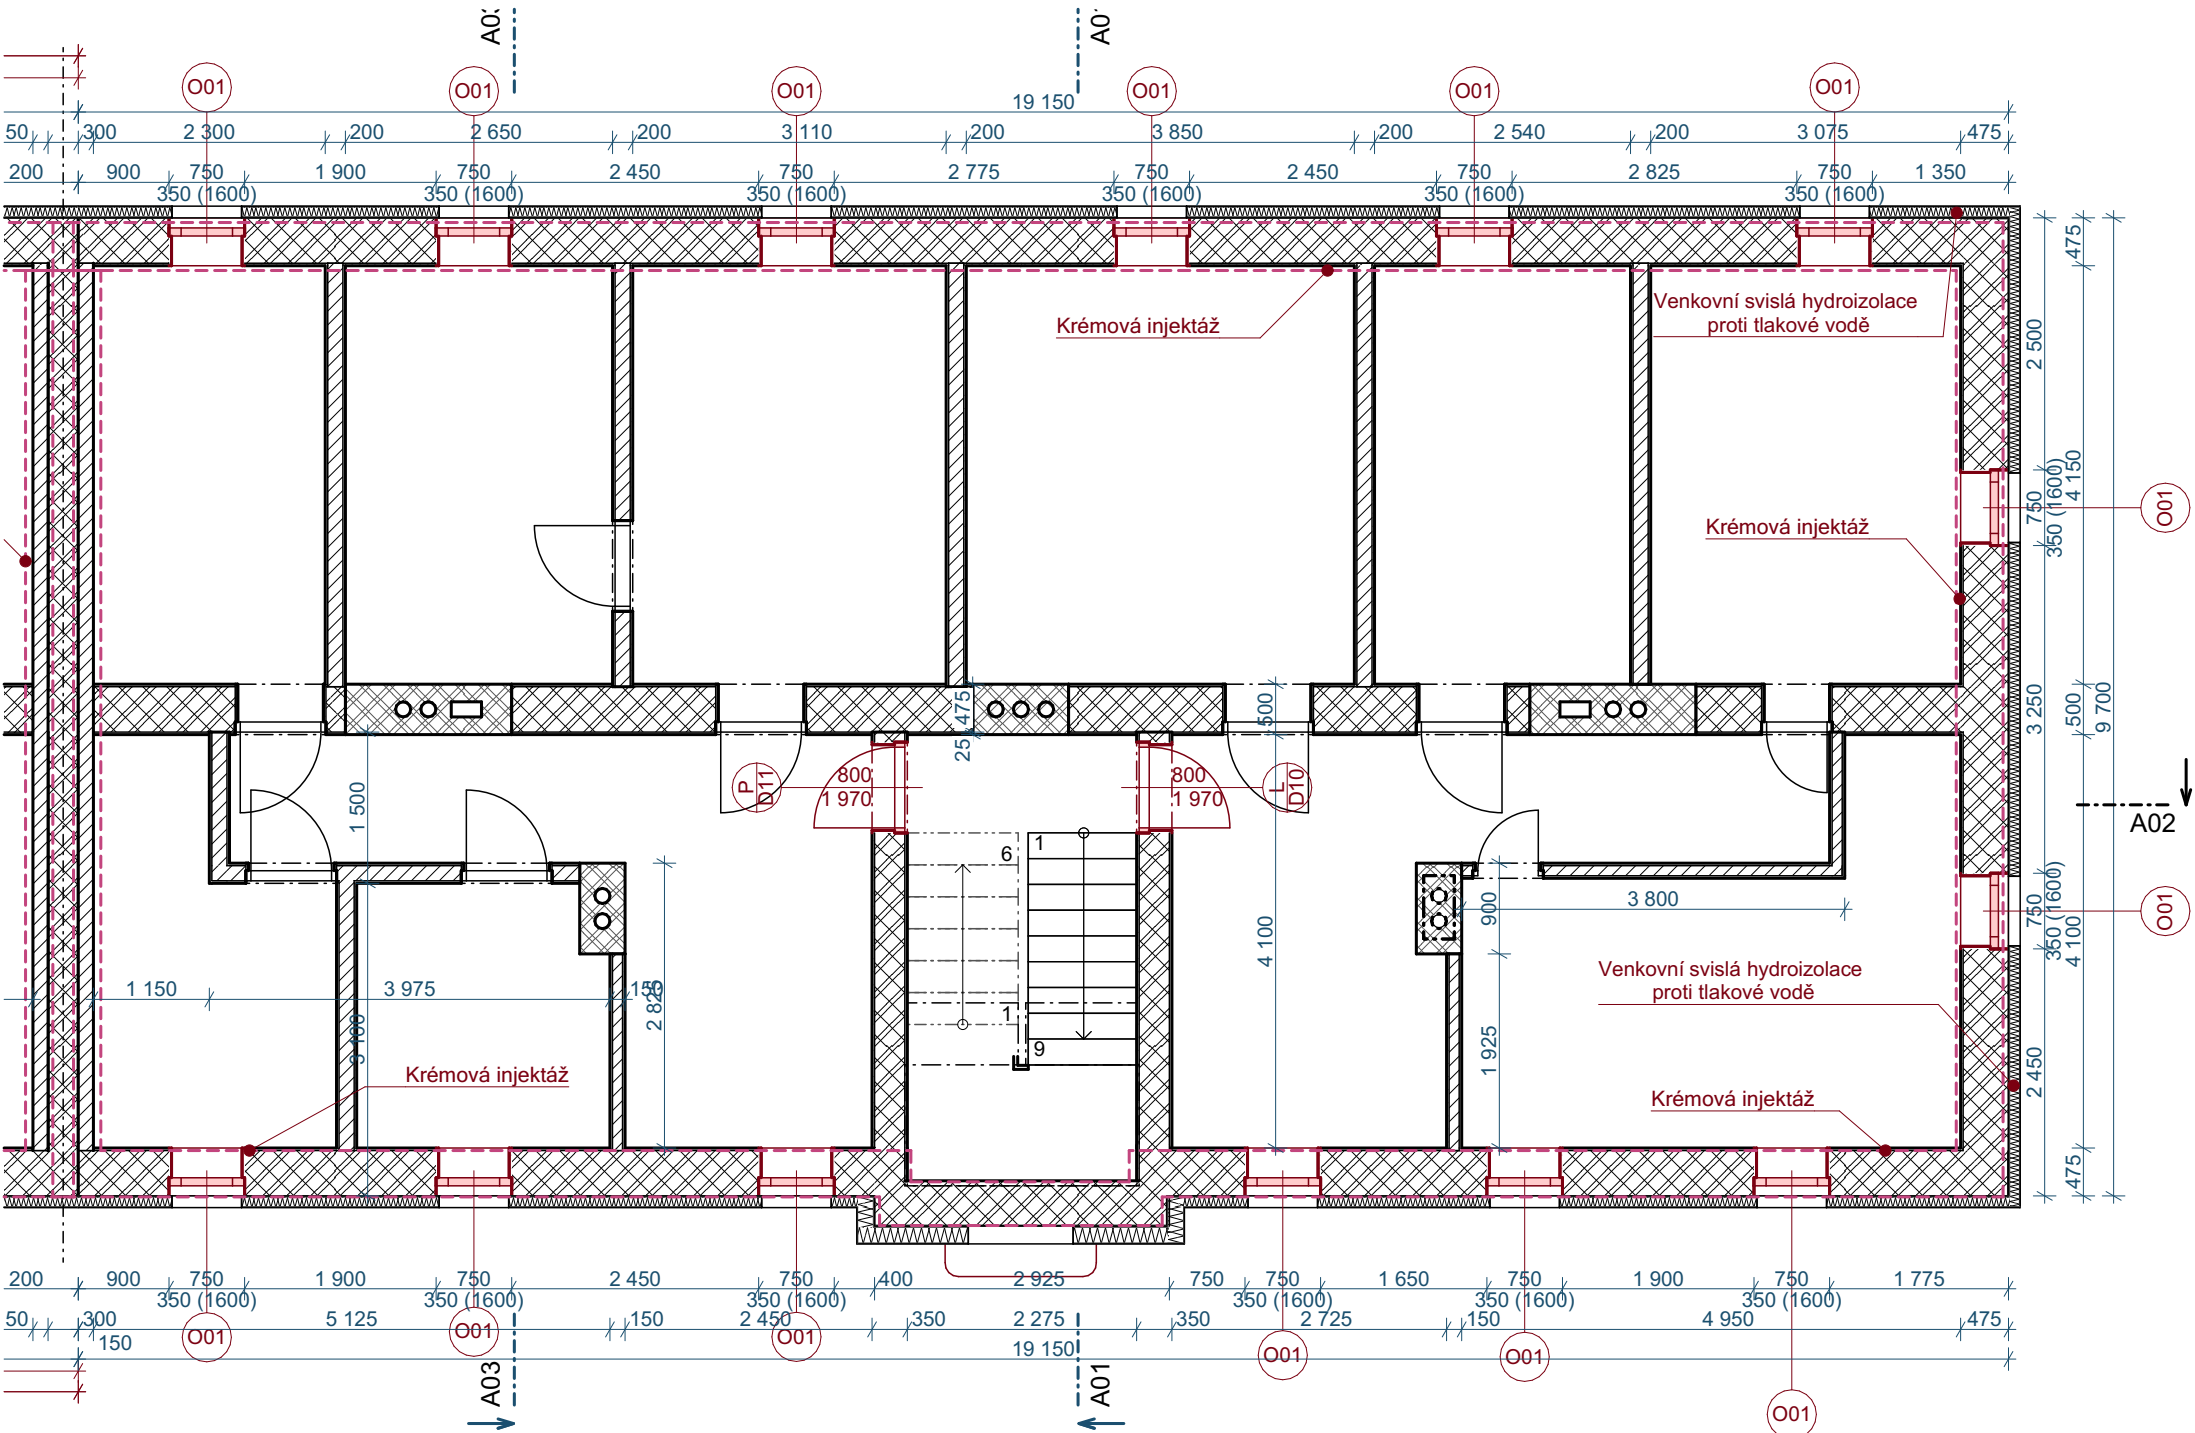 A01
O01 O01 O01 O01 O01 O01
19 150
50 300 2 300 200 2 650 200 3 110 200 3 850 200 2 540 200 3 075 475
200 900 750 1 900 750 2 450 750 2 775 750 2 450 750 2 825 750 1 350
350 (1600) 350 (1600) 350 (1600) 350 (1600) 350 (1600) 350 (1600)
Krémová injektáž
Venkovní svislá hydroizolace
proti tlakové vodě
475
2 500
750
350 (1600)
4 150
O01
Krémová injektáž
475
25
500
3 250
500
9 700
P
D11
800
1 970
800
1 970
L
D10
A02
1 500
6
1
3 800
900
750
350 (1600)
4 100
O01
4 100
1 150
3 975
150
2 825
3 100
1
9
1 925
Venkovní svislá hydroizolace
proti tlakové vodě
2 450
Krémová injektáž
Krémová injektáž
475
200 900 750 1 900 750 2 450 750 400 2 925 750 750 1 650 750 1 900 750 1 775
350 (1600) 350 (1600) 350 (1600) 350 (1600) 350 (1600) 350 (1600)
50 300 5 125 150 2 450 350 2 275 350 2 725 150 4 950 475
150
19 150
O01 O01 O01 O01 O01 O01
A03
A01